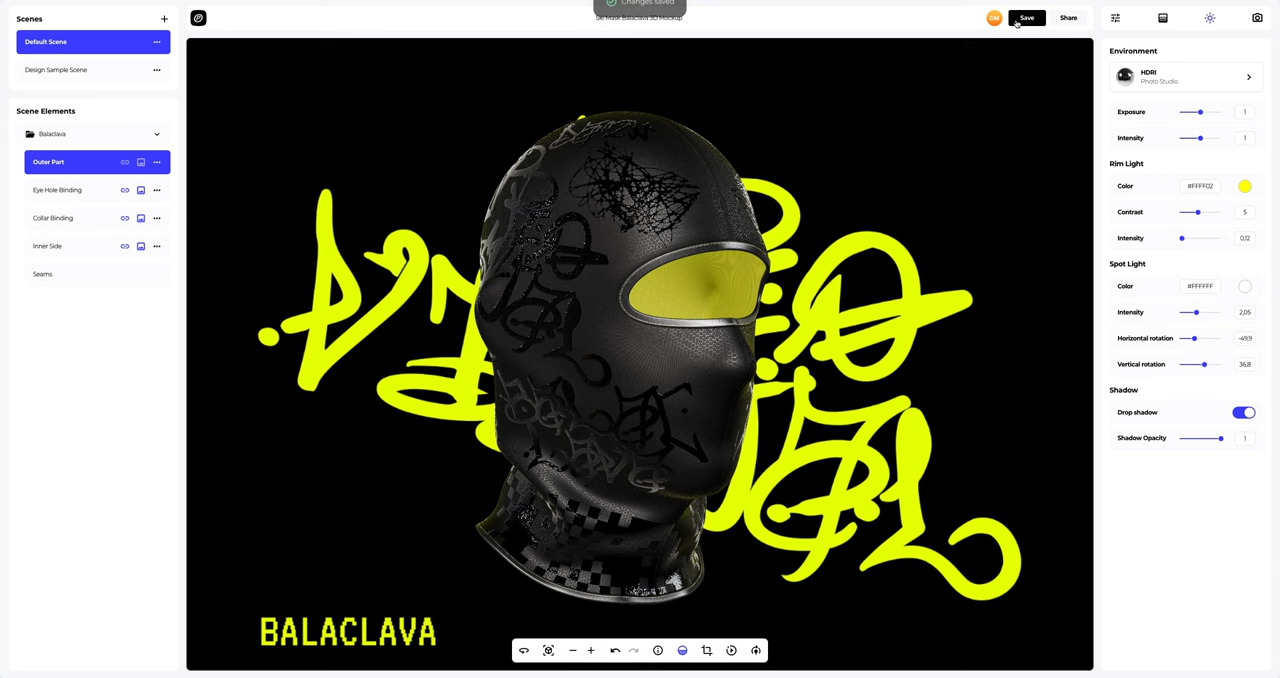 Scenes
Default Scene
Design Sample Scene
Scene Elements
Balaclava
Outer Part
Eye Hole Binding
Collar Binding
Inner Side
Seams
Changes saved
Ski Mask Balaclava 3D Mockup
DM
Save
Share
BALACLAVA
Environment
HDRI
Photo Studio
Exposure 1
Intensity 1
Rim Light
Color #FFFF02
Contrast 5
Intensity 0,12
Spot Light
Color #FFFFFF
Intensity 2,05
Horizontal rotation -49,9
Vertical rotation 36,8
Shadow
Drop shadow
Shadow Opacity 1